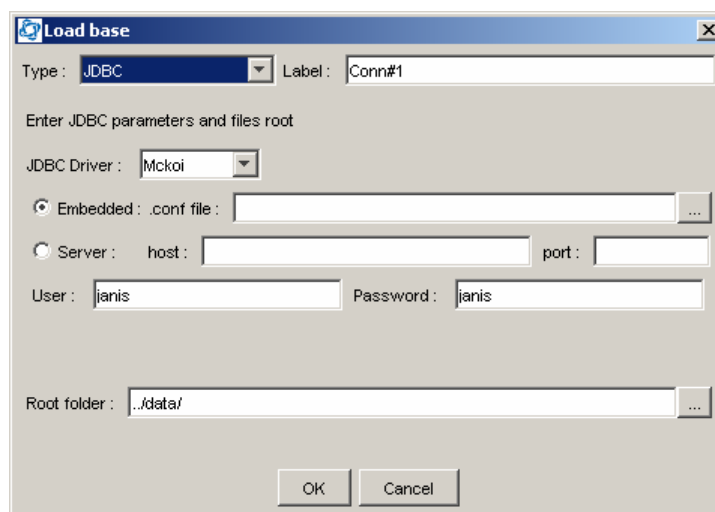 Load base
Type : JDBC Label : Conn#1
Enter JDBC parameters and files root
JDBC Driver : Mckoi
Embedded : .conf file : ...
Server : host : port :
User : janis Password : janis
Root folder : ../data/ ...
OK Cancel